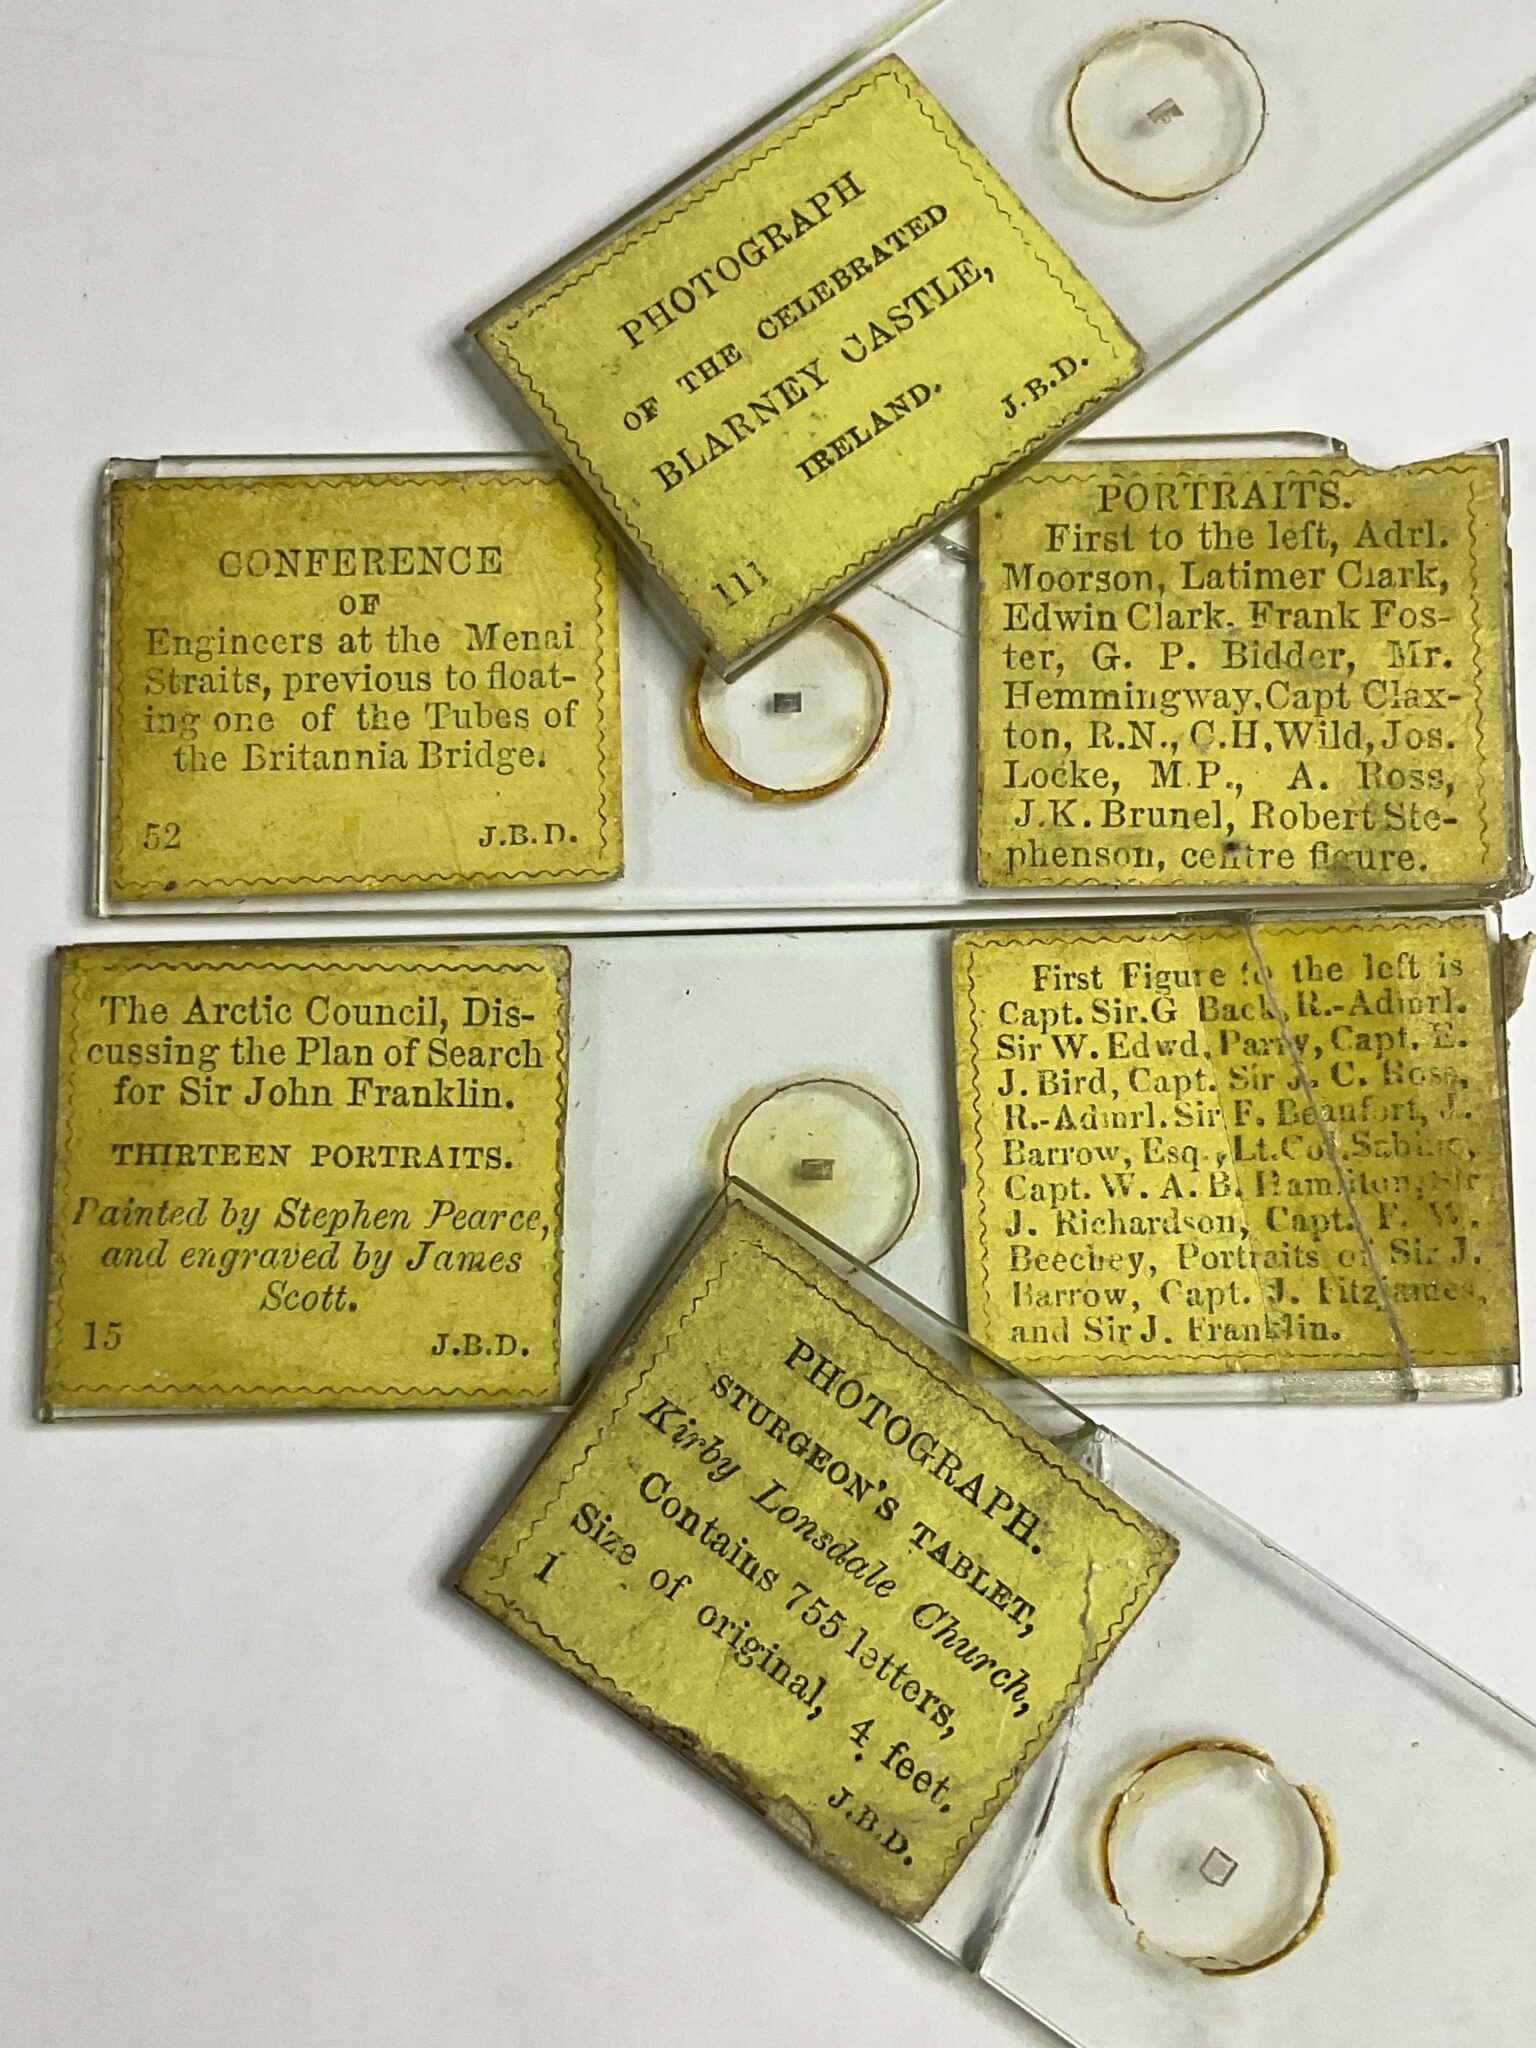 PHOTOGRAPH
OF THE CELEBRATED
BLARNEY CASTLE,
IRELAND.
J.B.D.
111
CONFERENCE
OF
Engineers at the Menai
Straits, previous to float-
ing one of the Tubes of
the Britannia Bridge.
52 J.B.D.
PORTRAITS.
First to the left, Adrl.
Moorson, Latimer Clark,
Edwin Clark. Frank Fos-
ter, G. P. Bidder, Mr.
Hemmingway, Capt Clax-
ton, R.N., C.H. Wild, Jos.
Locke, M.P., A. Ross,
J.K. Brunel, Robert Ste-
phenson, centre figure.
The Arctic Council, Dis-
cussing the Plan of Search
for Sir John Franklin.
THIRTEEN PORTRAITS.
Painted by Stephen Pearce,
and engraved by James
Scott.
15 J.B.D.
First Figure to the left is
Capt. Sir.G Back, R.-Admrl.
Sir W. Edwd, Parry, Capt. E.
J. Bird, Capt. Sir J. C. Ross,
R.-Admrl. Sir F. Beaufort, J.
Barrow, Esq., Lt.Col.Sabine,
Capt. W. A. B. Hamilton, Sir
J. Richardson, Capt. F. W.
Beechey, Portraits of Sir J.
Barrow, Capt. J. Fitzjames,
and Sir J. Franklin.
PHOTOGRAPH.
STURGEON'S TABLET,
Kirby Lonsdale Church,
Contains 755 letters,
Size of original, 4 feet.
1 J.B.D.